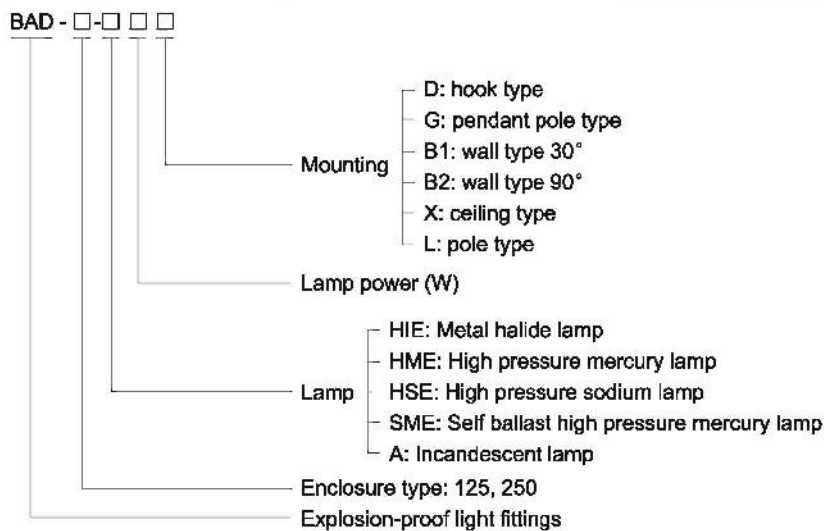 BAD - □ - □ □ □
D: hook type
G: pendant pole type
B1: wall type 30°
Mounting
B2: wall type 90°
X: ceiling type
L: pole type
Lamp power (W)
HIE: Metal halide lamp
HME: High pressure mercury lamp
Lamp
HSE: High pressure sodium lamp
SME: Self ballast high pressure mercury lamp
A: Incandescent lamp
Enclosure type: 125, 250
Explosion-proof light fittings